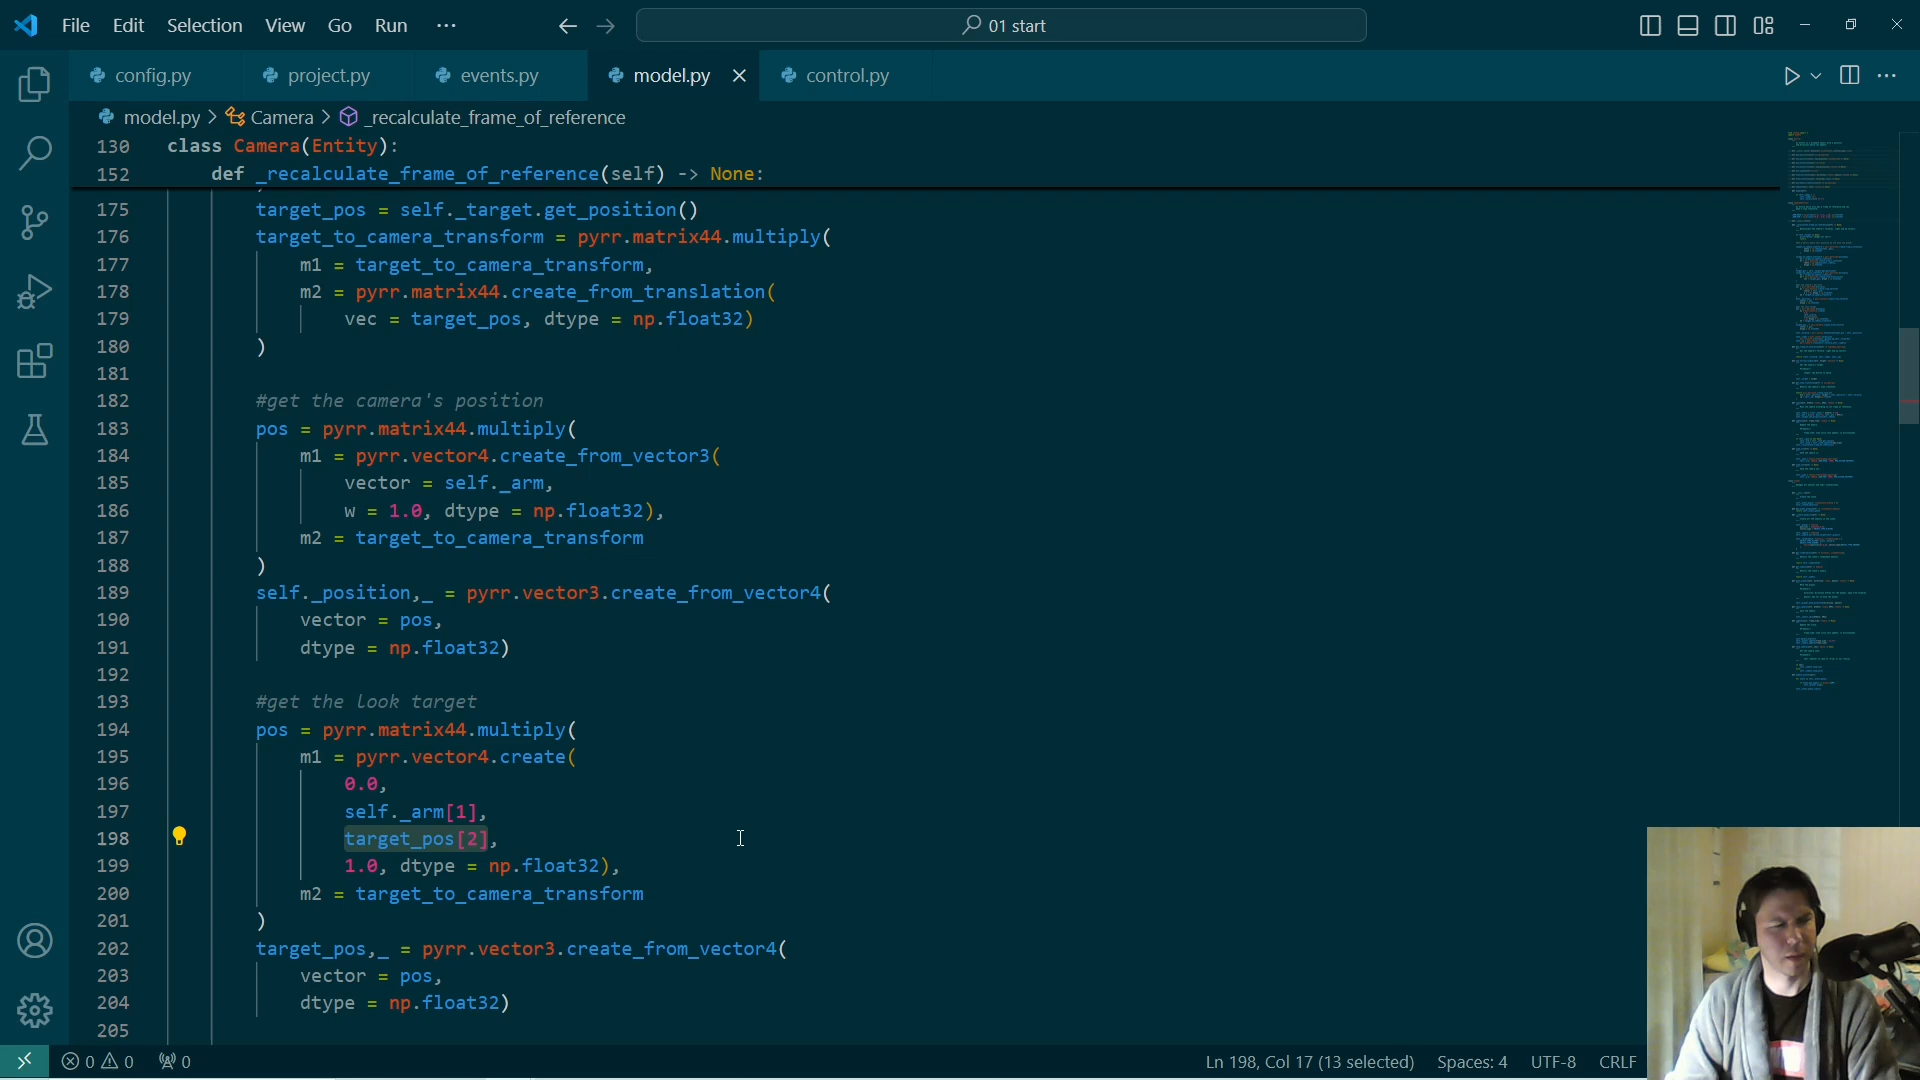 File Edit Selection View Go Run ··· 01 start
config.py project.py events.py model.py control.py
model.py > Camera > _recalculate_frame_of_reference
130 class Camera(Entity):
152 def _recalculate_frame_of_reference(self) -> None:
175 target_pos = self._target.get_position()
176 target_to_camera_transform = pyrr.matrix44.multiply(
177 m1 = target_to_camera_transform,
178 m2 = pyrr.matrix44.create_from_translation(
179 vec = target_pos, dtype = np.float32)
180 )
181
182 #get the camera's position
183 pos = pyrr.matrix44.multiply(
184 m1 = pyrr.vector4.create_from_vector3(
185 vector = self._arm,
186 w = 1.0, dtype = np.float32),
187 m2 = target_to_camera_transform
188 )
189 self._position,_ = pyrr.vector3.create_from_vector4(
190 vector = pos,
191 dtype = np.float32)
192
193 #get the look target
194 pos = pyrr.matrix44.multiply(
195 m1 = pyrr.vector4.create(
196 0.0,
197 self._arm[1],
198 target_pos[2],
199 1.0, dtype = np.float32),
200 m2 = target_to_camera_transform
201 )
202 target_pos,_ = pyrr.vector3.create_from_vector4(
203 vector = pos,
204 dtype = np.float32)
205
0 0 0 Ln 198, Col 17 (13 selected) Spaces: 4 UTF-8 CRLF